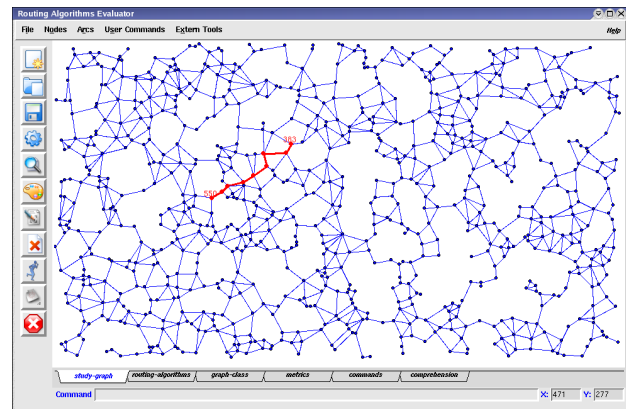 Routing Algorithms Evaluator
File Nodes Arcs User Commands Extern Tools Help
383
550
study-graph routing-algorithms graph-class metrics commands comprehension
Command X: 471 Y: 277